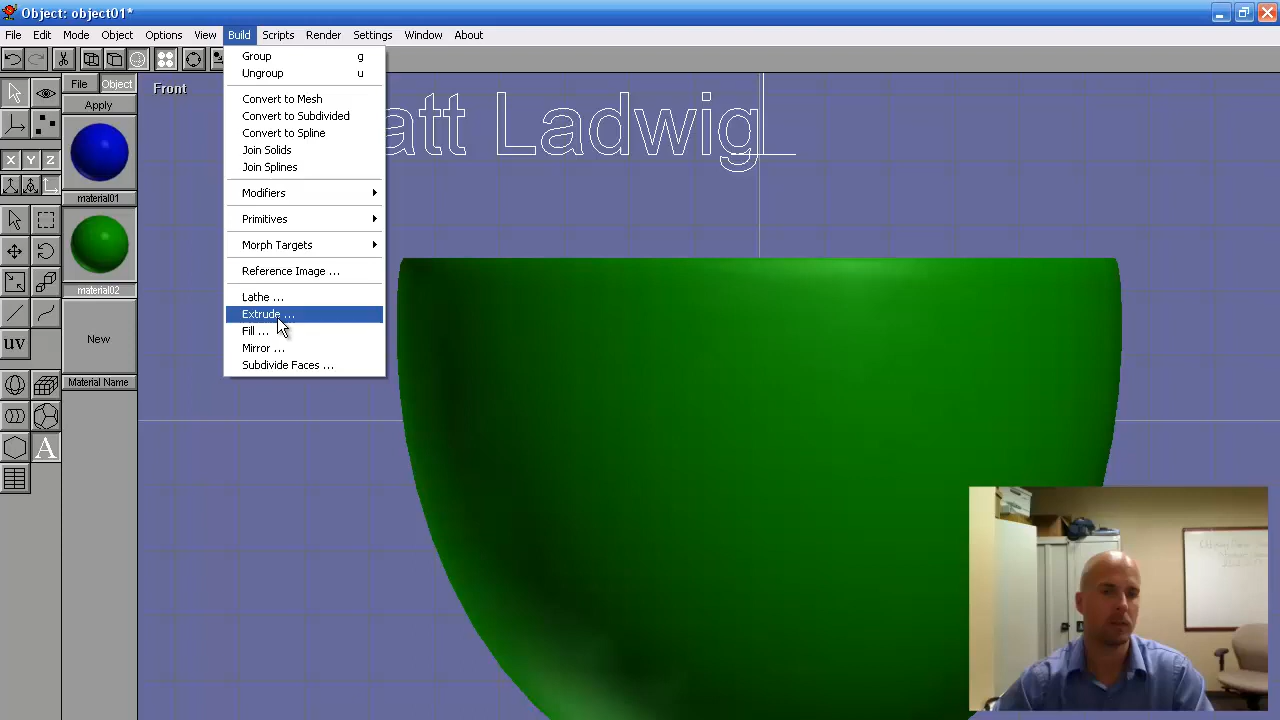 Object: object01*
File Edit Mode Object Options View Build Scripts Render Settings Window About
Group g
Ungroup u
Convert to Mesh
Convert to Subdivided
Convert to Spline
Join Solids
Join Splines
Modifiers
Primitives
Morph Targets
Reference Image ...
Lathe ...
Extrude ...
Fill ...
Mirror ...
Subdivide Faces ...
File Object
Apply
material01
material02
New
Material Name
X Y Z
uv
A
Front
att Ladwig